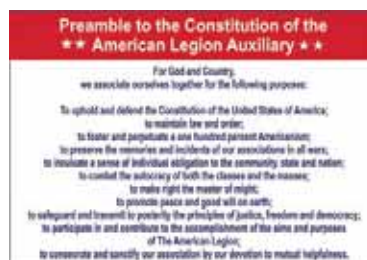 Preamble to the Constitution of the
★★ American Legion Auxiliary ★★
For God and Country,
we associate ourselves together for the following purposes:
To uphold and defend the Constitution of the United States of America;
to maintain law and order;
to foster and perpetuate a one hundred percent Americanism;
to preserve the memories and incidents of our associations in all wars;
to inculcate a sense of individual obligation to the community, state and nation;
to combat the autocracy of both the classes and the masses;
to make right the master of might;
to promote peace and good will on earth;
to safeguard and transmit to posterity the principles of justice, freedom and democracy;
to participate in and contribute to the accomplishment of the aims and purposes
of The American Legion;
to consecrate and sanctify our association by our devotion to mutual helpfulness.